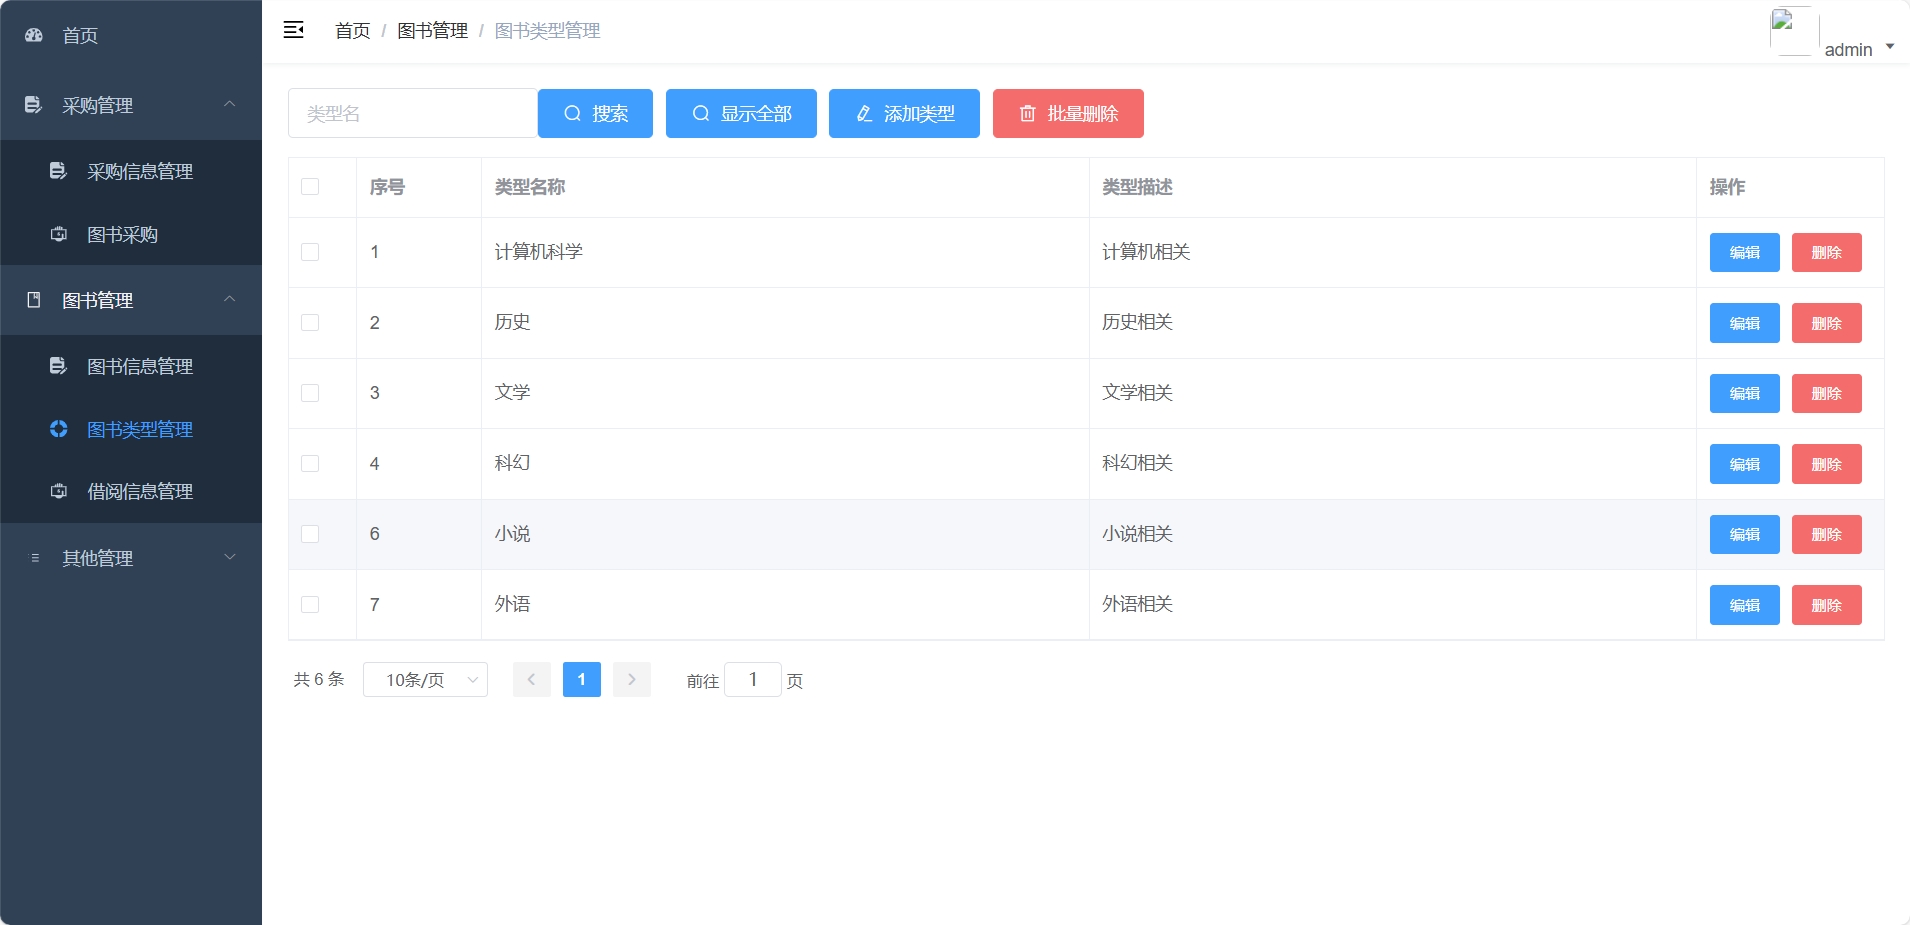 首页
采购管理
采购信息管理
图书采购
图书管理
图书信息管理
图书类型管理
借阅信息管理
其他管理
首页 / 图书管理 / 图书类型管理
admin
类型名 搜索 显示全部 添加类型 批量删除
序号 类型名称 类型描述 操作
1 计算机科学 计算机相关 编辑 删除
2 历史 历史相关 编辑 删除
3 文学 文学相关 编辑 删除
4 科幻 科幻相关 编辑 删除
6 小说 小说相关 编辑 删除
7 外语 外语相关 编辑 删除
共 6 条 10条/页 1 前往 1 页